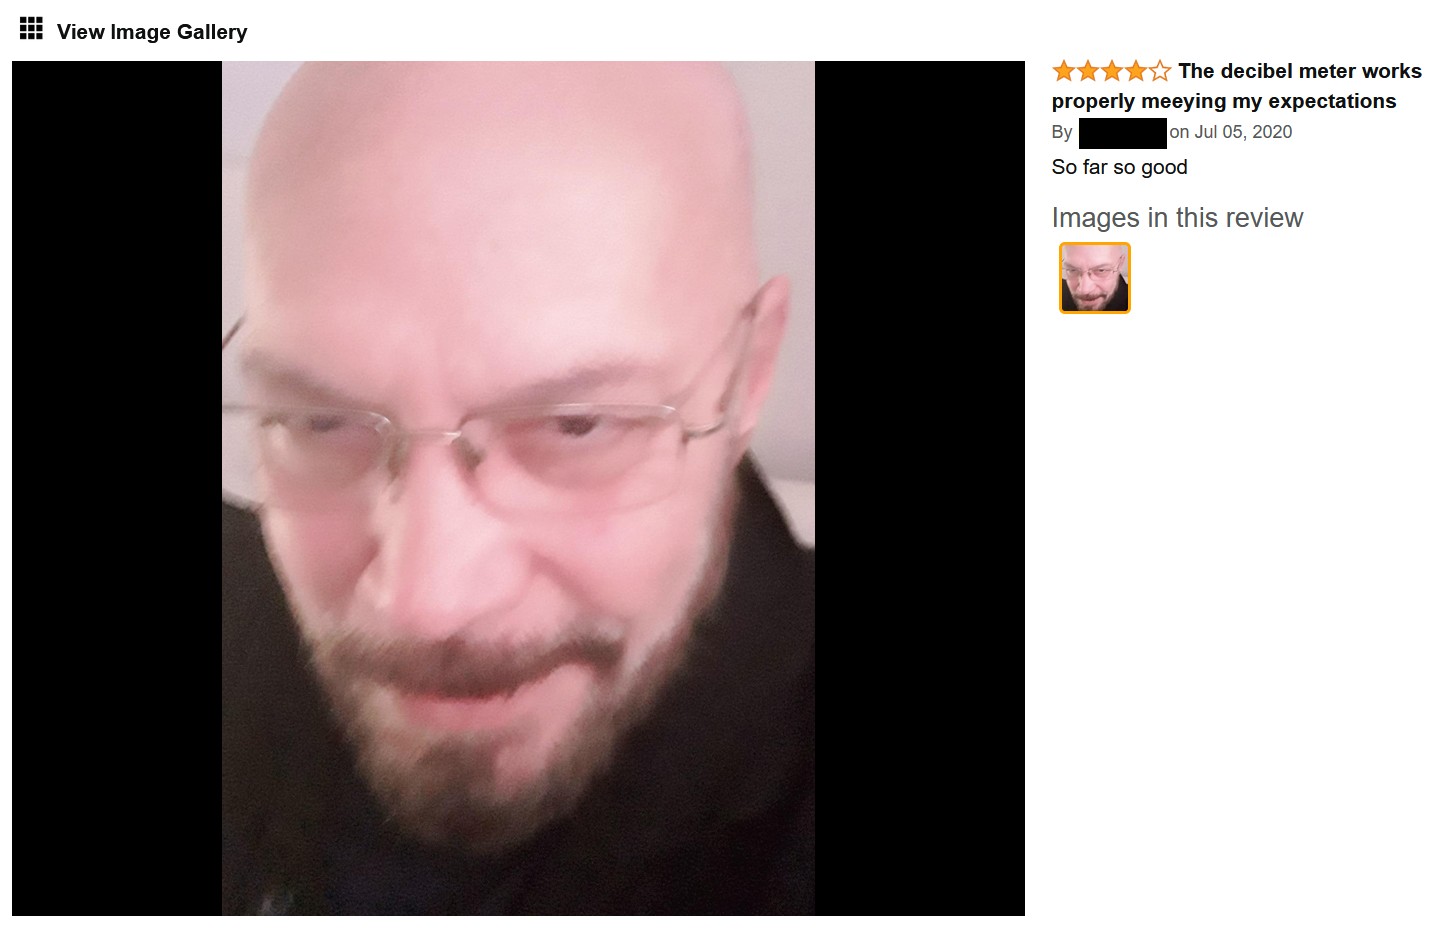 View Image Gallery
The decibel meter works
properly meeying my expectations
By on Jul 05, 2020
So far so good
Images in this review